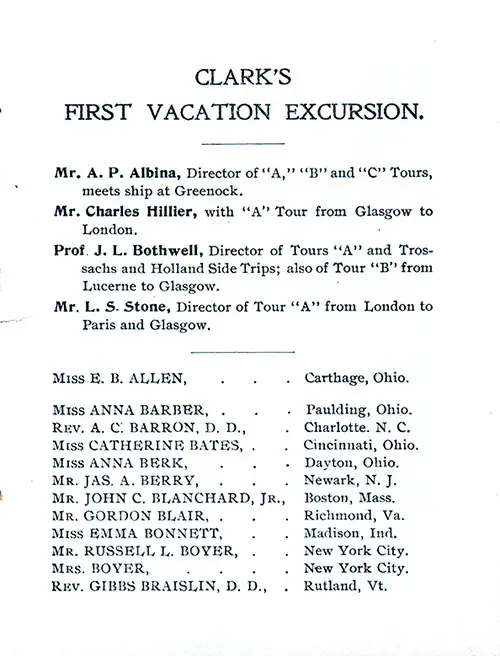 CLARK'S
FIRST VACATION EXCURSION.
Mr. A. P. Albina, Director of "A," "B" and "C" Tours,
meets ship at Greenock.
Mr. Charles Hillier, with "A" Tour from Glasgow to
London.
Prof. J. L. Bothwell, Director of Tours "A" and Tros-
sachs and Holland Side Trips; also of Tour "B" from
Lucerne to Glasgow.
Mr. L. S. Stone, Director of Tour "A" from London to
Paris and Glasgow.
MISS E. B. ALLEN, . . . Carthage, Ohio.
MISS ANNA BARBER, . . . Paulding, Ohio.
REV. A. C. BARRON, D. D., . Charlotte. N. C.
MISS CATHERINE BATES, . . Cincinnati, Ohio.
MISS ANNA BERK, . . . Dayton, Ohio.
MR. JAS. A. BERRY, . . . Newark, N. J.
MR. JOHN C. BLANCHARD, JR., Boston, Mass.
MR. GORDON BLAIR, . . . Richmond, Va.
MISS EMMA BONNETT, . . Madison, Ind.
MR. RUSSELL L. BOYER, . . New York City.
MRS. BOYER, . . . . New York City.
REV. GIBBS BRAISLIN, D. D., . Rutland, Vt.